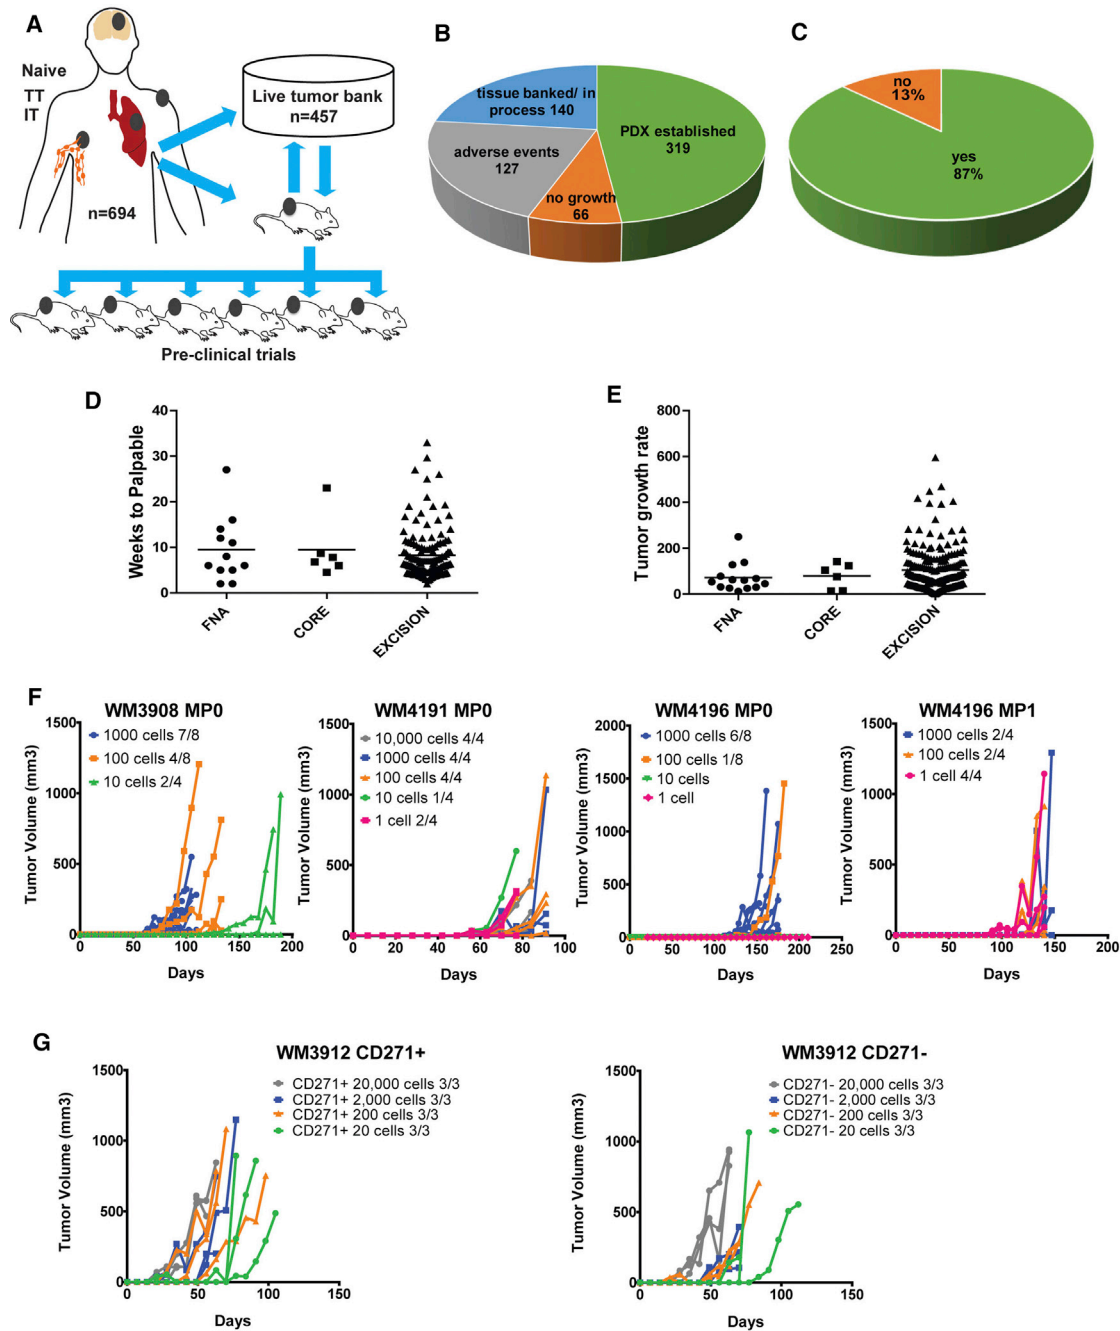 A
Naive
TT
IT
n=694
Live tumor bank
n=457
Pre-clinical trials
B
tissue banked/ in
process 140
PDX established
319
adverse events
127
no growth
66
C
no
13%
yes
87%
D
Weeks to Palpable
40
30
20
10
0
FNA
CORE
EXCISION
E
Tumor growth rate
800
600
400
200
0
FNA
CORE
EXCISION
F
WM3908 MP0
1000 cells 7/8
100 cells 4/8
10 cells 2/4
Tumor Volume (mm3)
1500
1000
500
0
0 50 100 150 200
Days
WM4191 MP0
10,000 cells 4/4
1000 cells 4/4
100 cells 4/4
10 cells 1/4
1 cell 2/4
Tumor Volume (mm3)
1500
1000
500
0
0 20 40 60 80 100
Days
WM4196 MP0
1000 cells 6/8
100 cells 1/8
10 cells
1 cell
Tumor Volume (mm3)
2000
1500
1000
500
0
0 50 100 150 200 250
Days
WM4196 MP1
1000 cells 2/4
100 cells 2/4
1 cell 4/4
Tumor Volume (mm3)
1500
1000
500
0
0 50 100 150 200
Days
G
WM3912 CD271+
CD271+ 20,000 cells 3/3
CD271+ 2,000 cells 3/3
CD271+ 200 cells 3/3
CD271+ 20 cells 3/3
Tumor Volume (mm3)
1500
1000
500
0
0 50 100 150
Days
WM3912 CD271-
CD271- 20,000 cells 3/3
CD271- 2,000 cells 3/3
CD271- 200 cells 3/3
CD271- 20 cells 3/3
Tumor Volume (mm3)
1500
1000
500
0
0 50 100 150
Days